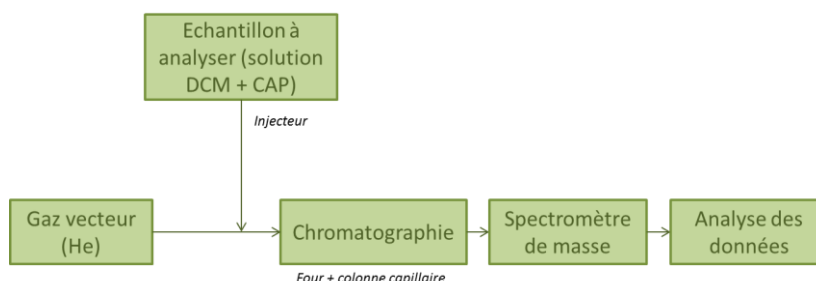 Echantillon à
analyser (solution
DCM + CAP)
Injecteur
Gaz vecteur
(He)
Chromatographie
Spectromètre
de masse
Analyse des
données
Four + colonne capillaire